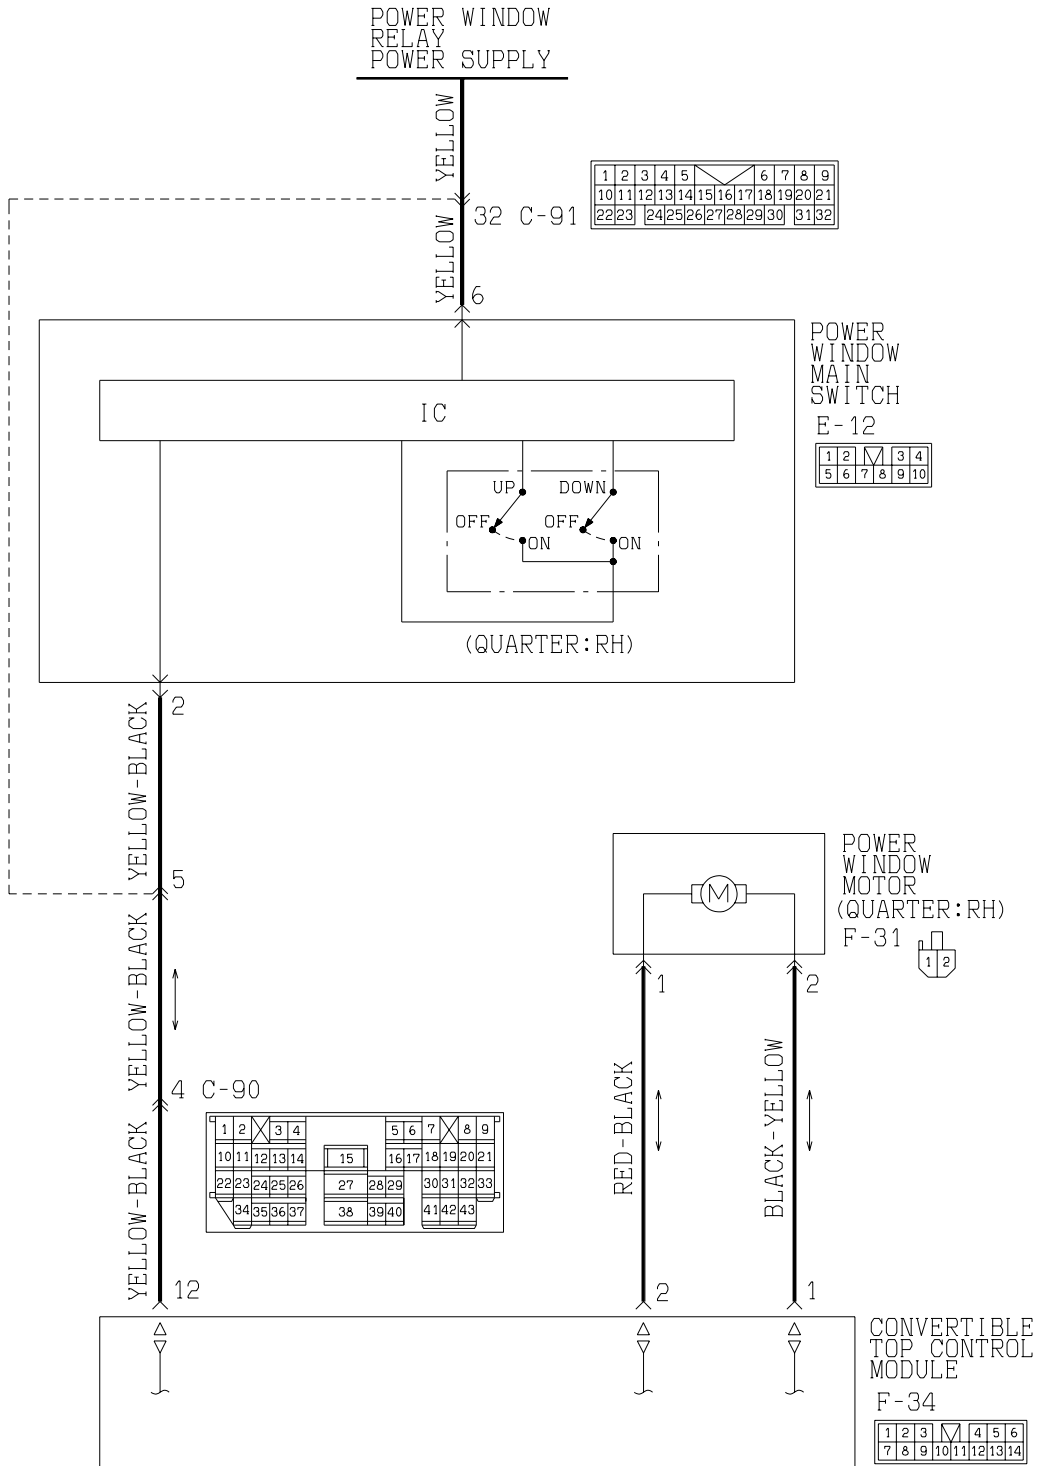 POWER WINDOW
RELAY
POWER SUPPLY
YELLOW
1 2 3 4 5 6 7 8 9
10 11 12 13 14 15 16 17 18 19 20 21
22 23 24 25 26 27 28 29 30 31 32
32 C-91
YELLOW
6
POWER
WINDOW
MAIN
SWITCH
E-12
1 2 3 4
5 6 7 8 9 10
IC
UP DOWN
OFF OFF
ON ON
(QUARTER:RH)
2
YELLOW-BLACK
5
YELLOW-BLACK
POWER
WINDOW
MOTOR
(QUARTER:RH)
F-31
1 2
M
1 2
4 C-90
1 2 3 4 5 6 7 8 9
10 11 12 13 14 15 16 17 18 19 20 21
22 23 24 25 26 27 28 29 30 31 32 33
34 35 36 37 38 39 40 41 42 43
YELLOW-BLACK
RED-BLACK
BLACK-YELLOW
12 2 1
CONVERTIBLE
TOP CONTROL
MODULE
F-34
1 2 3 4 5 6
7 8 9 10 11 12 13 14